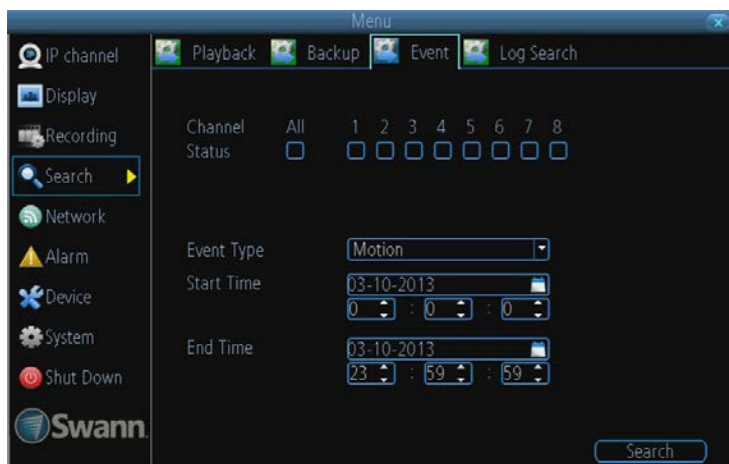 Menu
IP channel
Display
Recording
Search
Network
Alarm
Device
System
Shut Down
Swann
Playback Backup Event Log Search
Channel All 1 2 3 4 5 6 7 8
Status
Event Type Motion
Start Time 03-10-2013
0 : 0 : 0
End Time 03-10-2013
23 : 59 : 59
Search